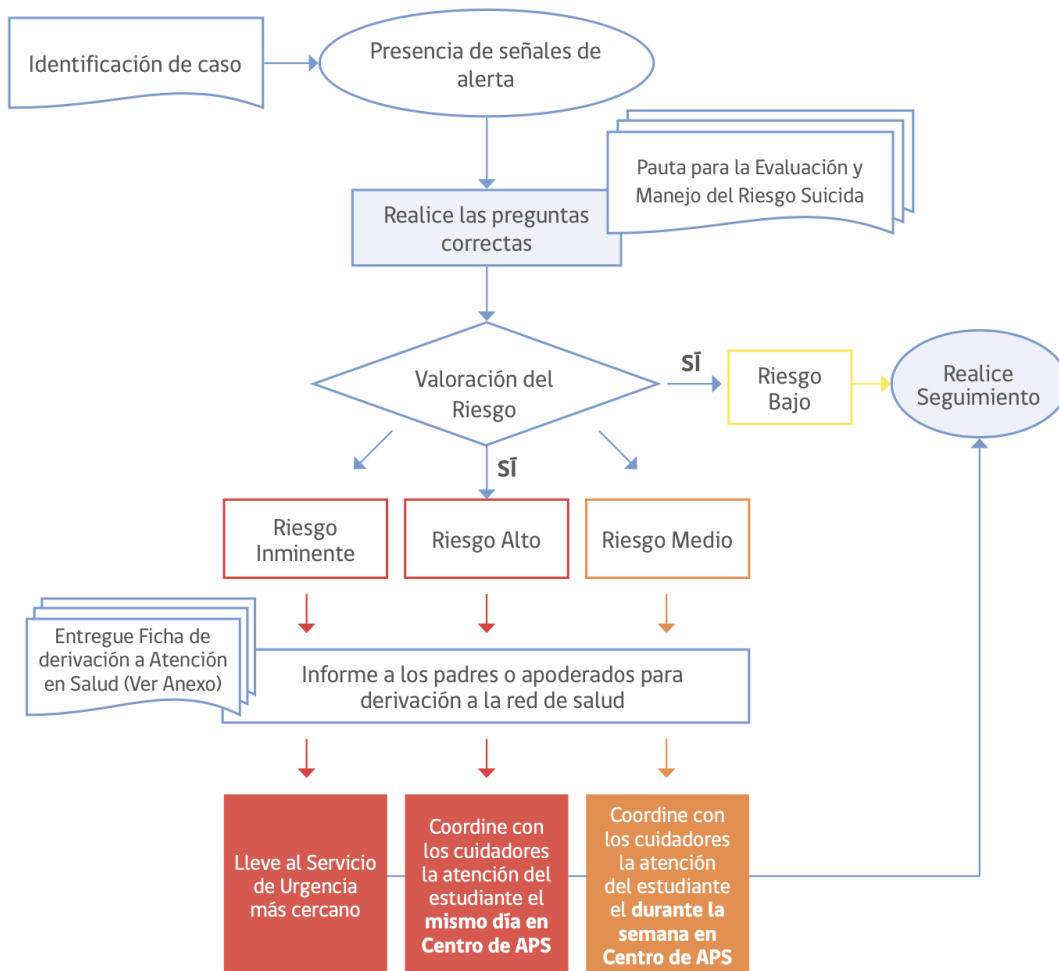 Identificación de caso
Presencia de señales de
alerta
Pauta para la Evaluación y
Manejo del Riesgo Suicida
Realice las preguntas
correctas
Valoración del
Riesgo
SÍ
Riesgo
Bajo
Realice
Seguimiento
SÍ
Riesgo
Inminente
Riesgo Alto
Riesgo Medio
Entregue Ficha de
derivación a Atención
en Salud (Ver Anexo)
Informe a los padres o apoderados para
derivación a la red de salud
Lleve al Servicio
de Urgencia
más cercano
Coordine con
los cuidadores
la atención del
estudiante el
mismo día en
Centro de APS
Coordine con
los cuidadores
la atención
del estudiante
el durante la
semana en
Centro de APS